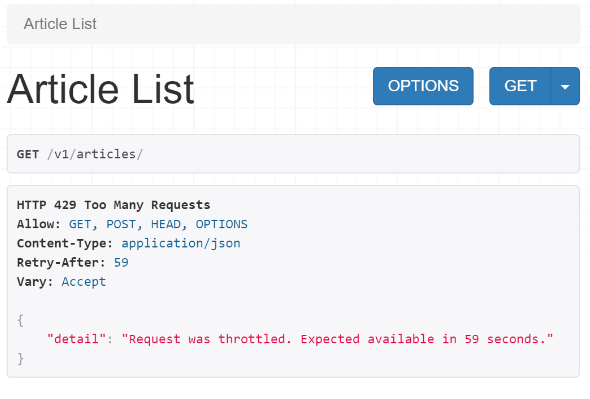 Article List
Article List
OPTIONS
GET
GET /v1/articles/
HTTP 429 Too Many Requests
Allow: GET, POST, HEAD, OPTIONS
Content-Type: application/json
Retry-After: 59
Vary: Accept
{
    "detail": "Request was throttled. Expected available in 59 seconds."
}